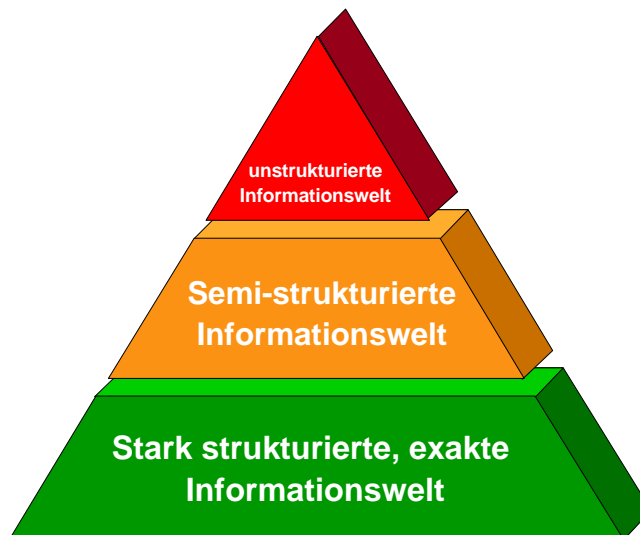 unstrukturierte
Informationswelt
Semi-strukturierte
Informationswelt
Stark strukturierte, exakte
Informationswelt